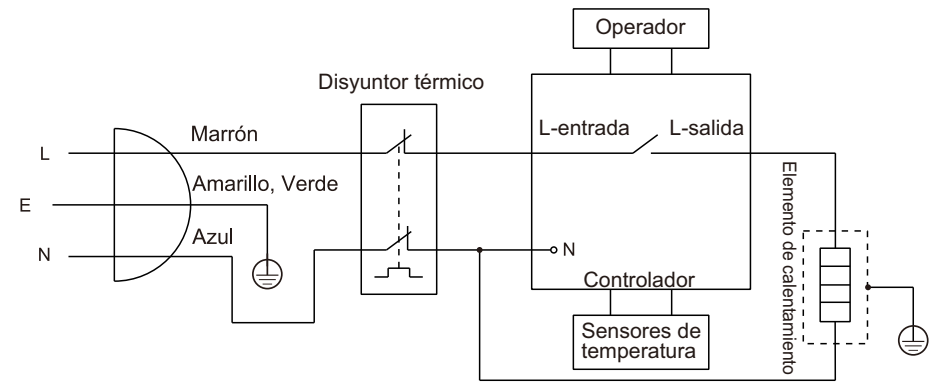 Operador
Disyuntor térmico
Marrón
L-entrada
L-salida
L
Amarillo, Verde
E
Azul
N
N
Controlador
Sensores de
temperatura
Elemento de calentamiento